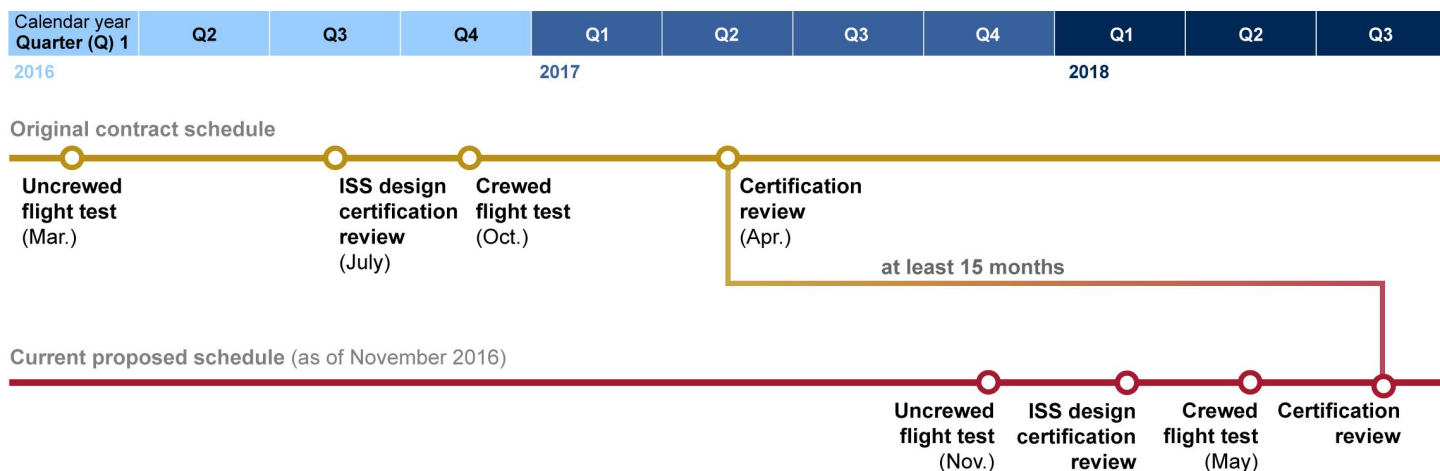 Calendar year
Quarter (Q) 1 Q2 Q3 Q4 Q1 Q2 Q3 Q4 Q1 Q2 Q3
2016 2017 2018
Original contract schedule
Uncrewed
flight test
(Mar.)
ISS design
certification
review
(July)
Crewed
flight test
(Oct.)
Certification
review
(Apr.)
at least 15 months
Current proposed schedule (as of November 2016)
Uncrewed
flight test
(Nov.)
ISS design
certification
review
Crewed
flight test
(May)
Certification
review